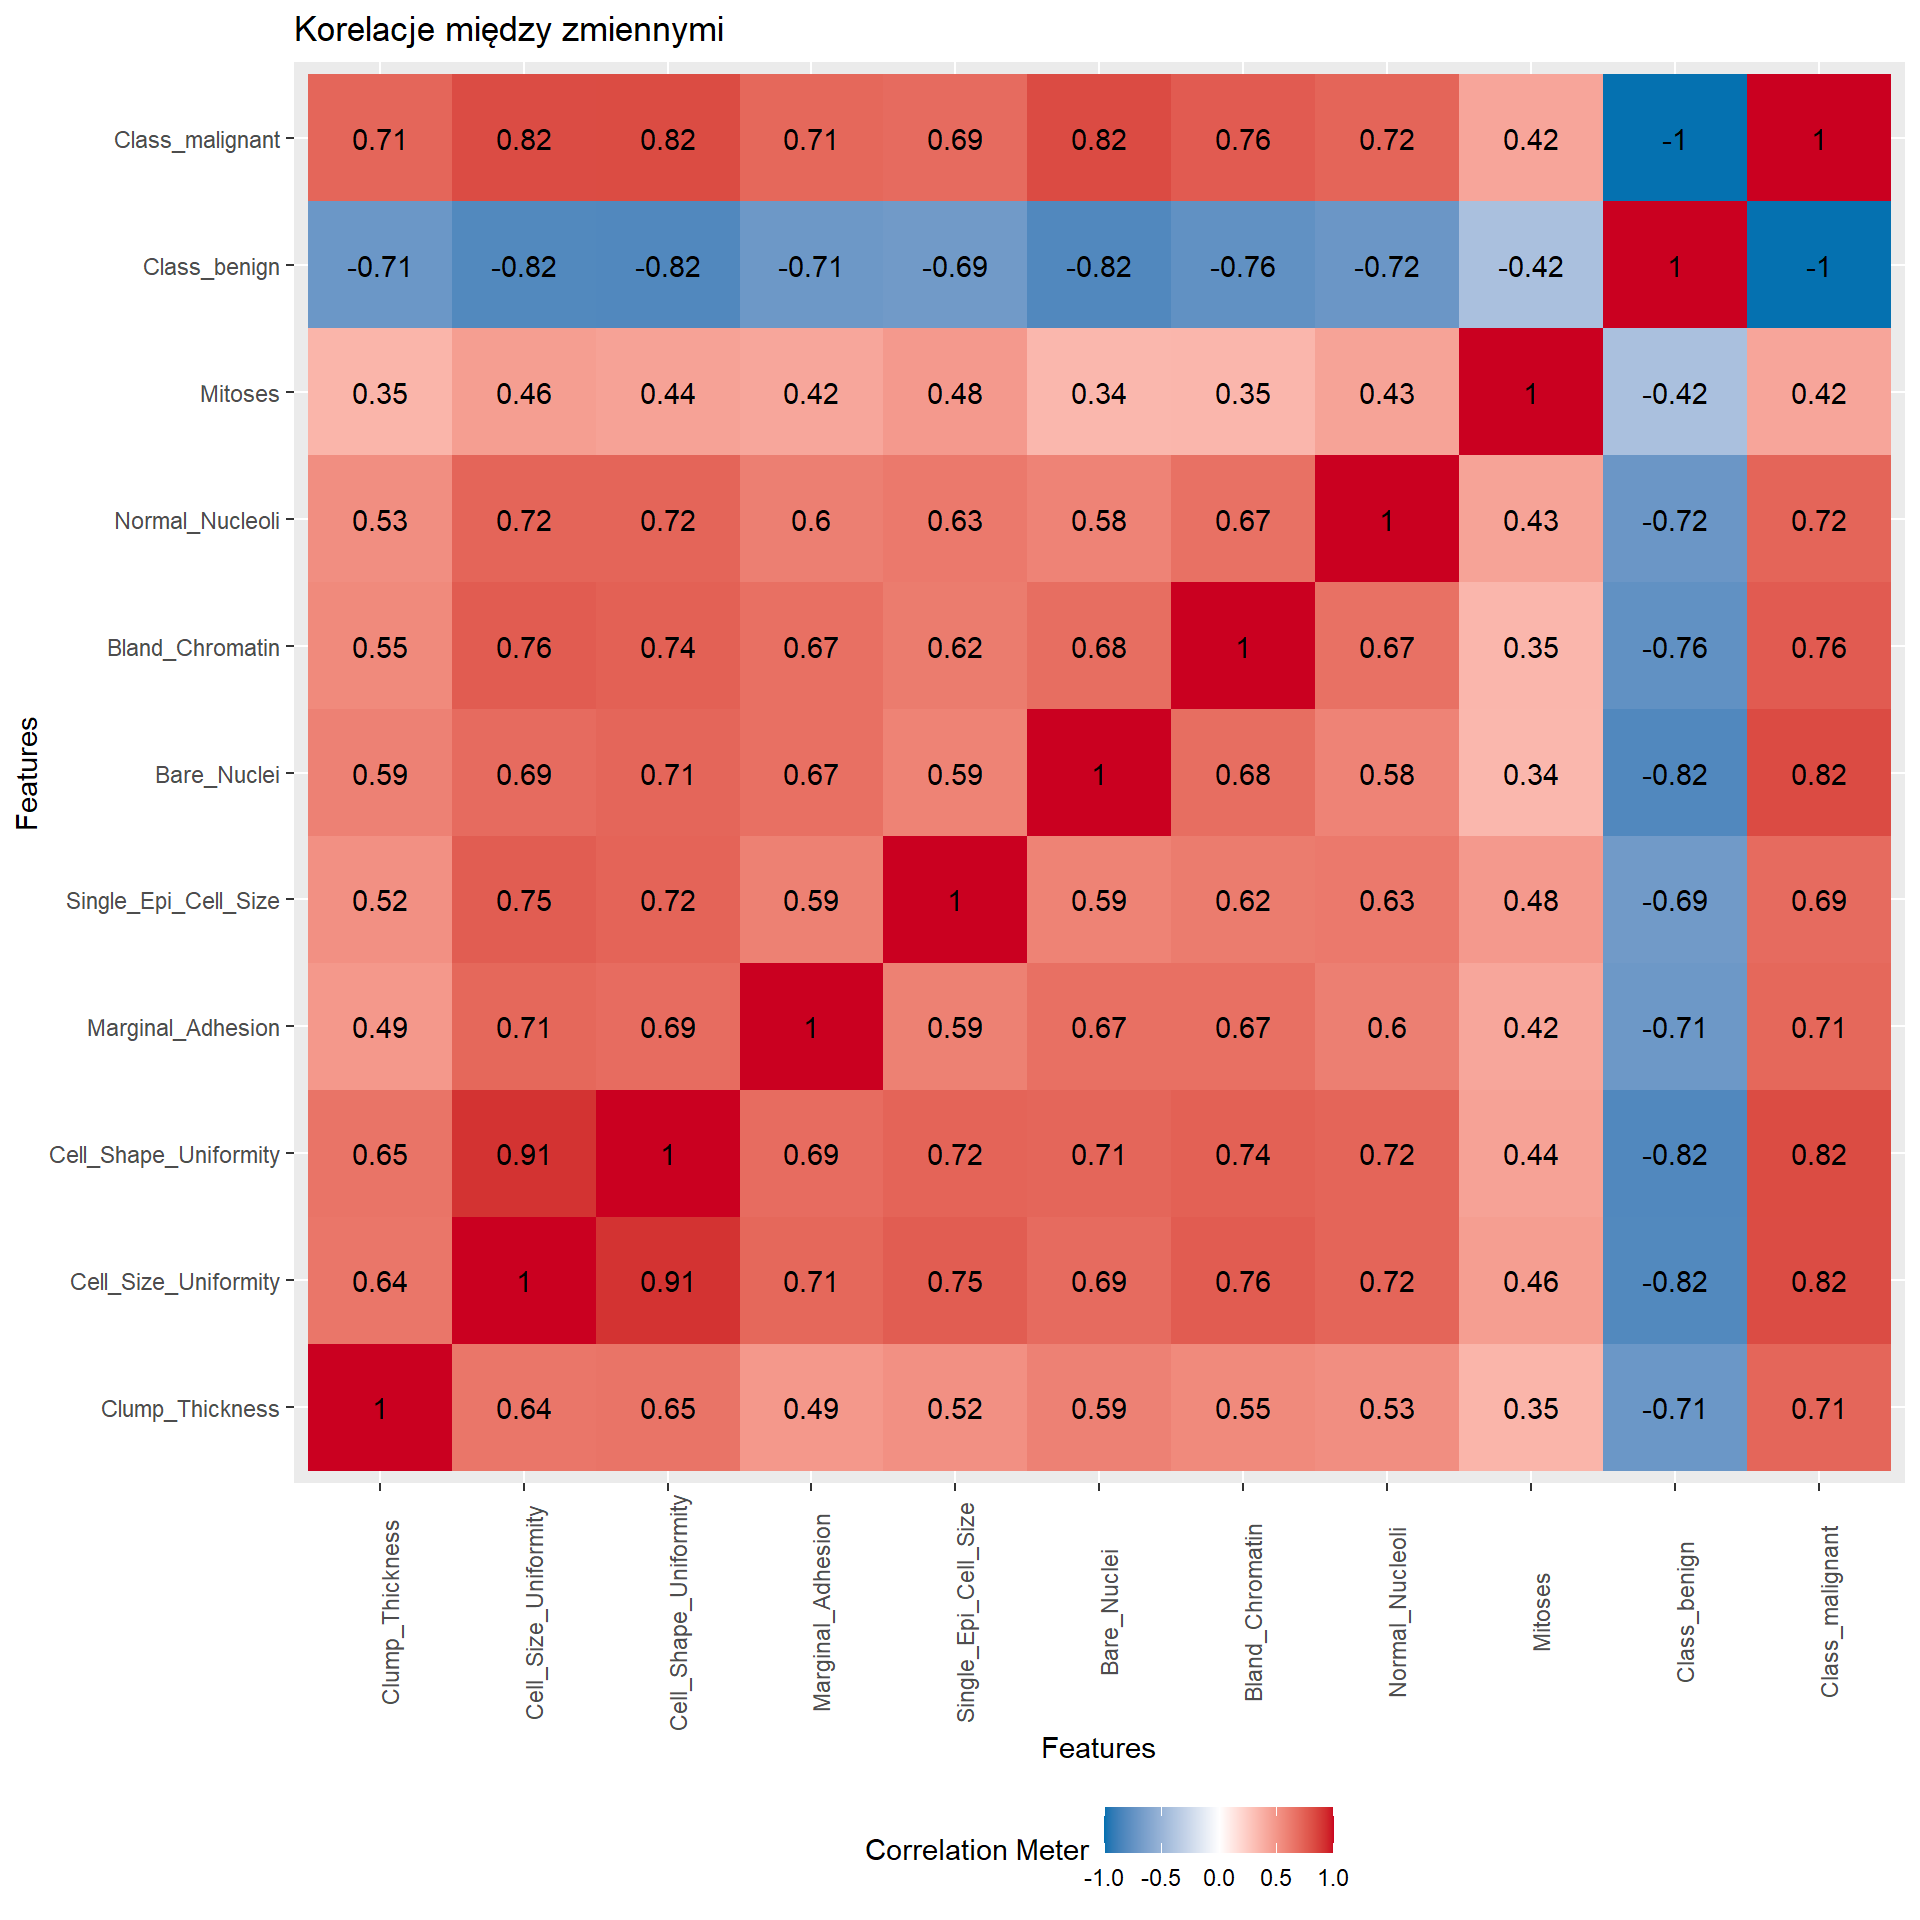 Korelacje między zmiennymi
Features
Class_malignant 0.71 0.82 0.82 0.71 0.69 0.82 0.76 0.72 0.42 -1 1
Class_benign -0.71 -0.82 -0.82 -0.71 -0.69 -0.82 -0.76 -0.72 -0.42 1 -1
Mitoses 0.35 0.46 0.44 0.42 0.48 0.34 0.35 0.43 1 -0.42 0.42
Normal_Nucleoli 0.53 0.72 0.72 0.6 0.63 0.58 0.67 1 0.43 -0.72 0.72
Bland_Chromatin 0.55 0.76 0.74 0.67 0.62 0.68 1 0.67 0.35 -0.76 0.76
Bare_Nuclei 0.59 0.69 0.71 0.67 0.59 1 0.68 0.58 0.34 -0.82 0.82
Single_Epi_Cell_Size 0.52 0.75 0.72 0.59 1 0.59 0.62 0.63 0.48 -0.69 0.69
Marginal_Adhesion 0.49 0.71 0.69 1 0.59 0.67 0.67 0.6 0.42 -0.71 0.71
Cell_Shape_Uniformity 0.65 0.91 1 0.69 0.72 0.71 0.74 0.72 0.44 -0.82 0.82
Cell_Size_Uniformity 0.64 1 0.91 0.71 0.75 0.69 0.76 0.72 0.46 -0.82 0.82
Clump_Thickness 1 0.64 0.65 0.49 0.52 0.59 0.55 0.53 0.35 -0.71 0.71
Clump_Thickness
Cell_Size_Uniformity
Cell_Shape_Uniformity
Marginal_Adhesion
Single_Epi_Cell_Size
Bare_Nuclei
Bland_Chromatin
Normal_Nucleoli
Mitoses
Class_benign
Class_malignant
Features
Correlation Meter
-1.0 -0.5 0.0 0.5 1.0